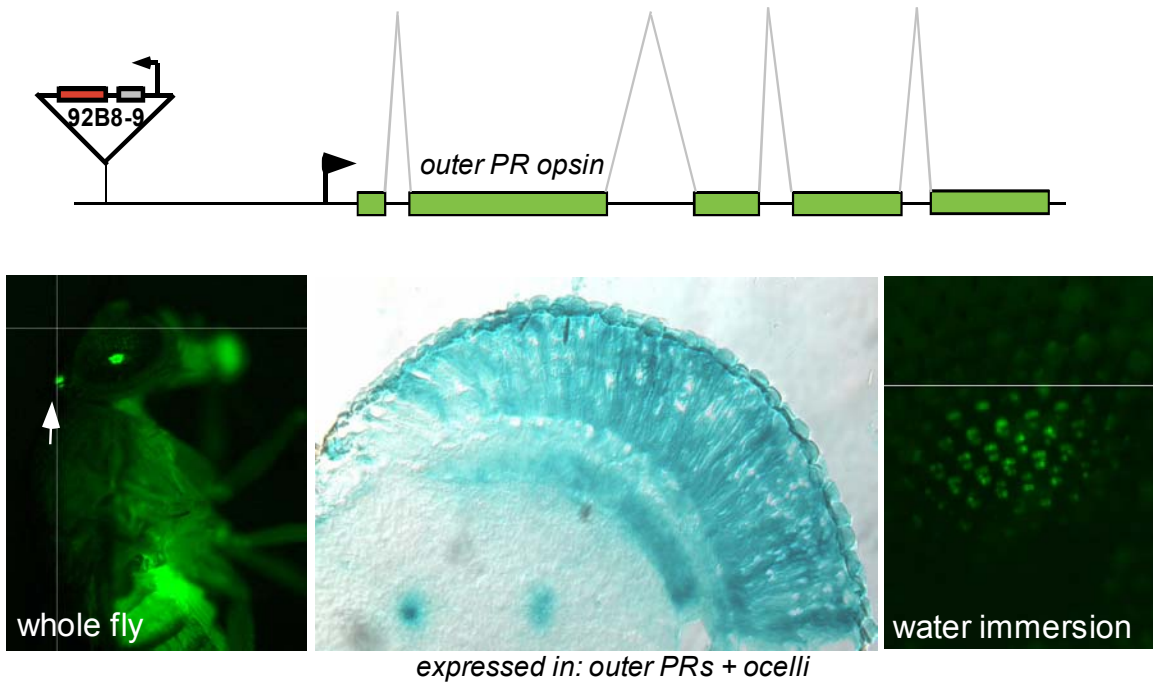 92B8-9
outer PR opsin
whole fly
water immersion
expressed in: outer PRs + ocelli